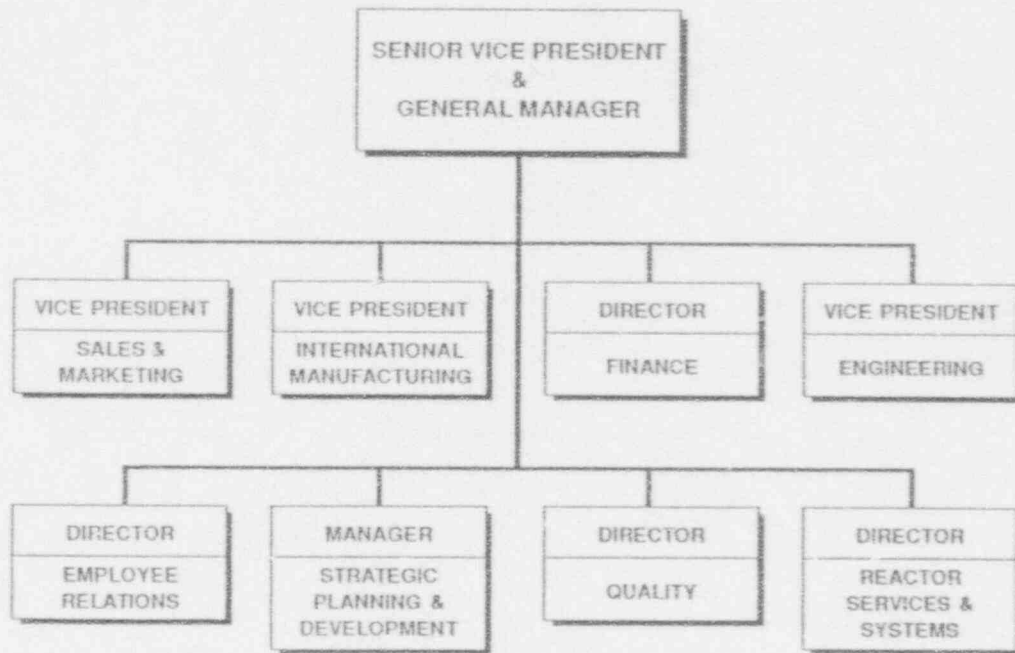 SENIOR VICE PRESIDENT
&
GENERAL MANAGER
VICE PRESIDENT
SALES &
MARKETING
VICE PRESIDENT
INTERNATIONAL
MANUFACTURING
DIRECTOR
FINANCE
VICE PRESIDENT
ENGINEERING
DIRECTOR
EMPLOYEE
RELATIONS
MANAGER
STRATEGIC
PLANNING &
DEVELOPMENT
DIRECTOR
QUALITY
DIRECTOR
REACTOR
SERVICES &
SYSTEMS